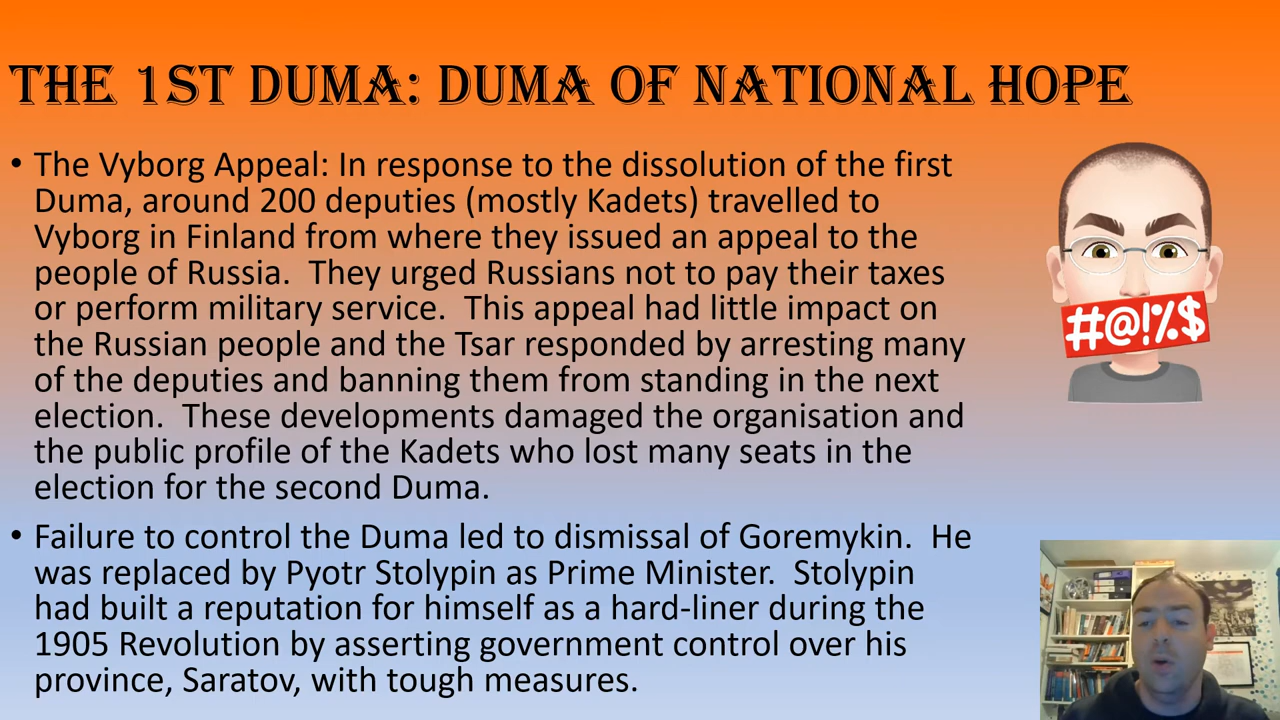 THE 1ST DUMA: DUMA OF NATIONAL HOPE
• The Vyborg Appeal: In response to the dissolution of the first
Duma, around 200 deputies (mostly Kadets) travelled to
Vyborg in Finland from where they issued an appeal to the
people of Russia.  They urged Russians not to pay their taxes
or perform military service.  This appeal had little impact on
the Russian people and the Tsar responded by arresting many
of the deputies and banning them from standing in the next
election.  These developments damaged the organisation and
the public profile of the Kadets who lost many seats in the
election for the second Duma.
#@!%$
• Failure to control the Duma led to dismissal of Goremykin.  He
was replaced by Pyotr Stolypin as Prime Minister.  Stolypin
had built a reputation for himself as a hard-liner during the
1905 Revolution by asserting government control over his
province, Saratov, with tough measures.